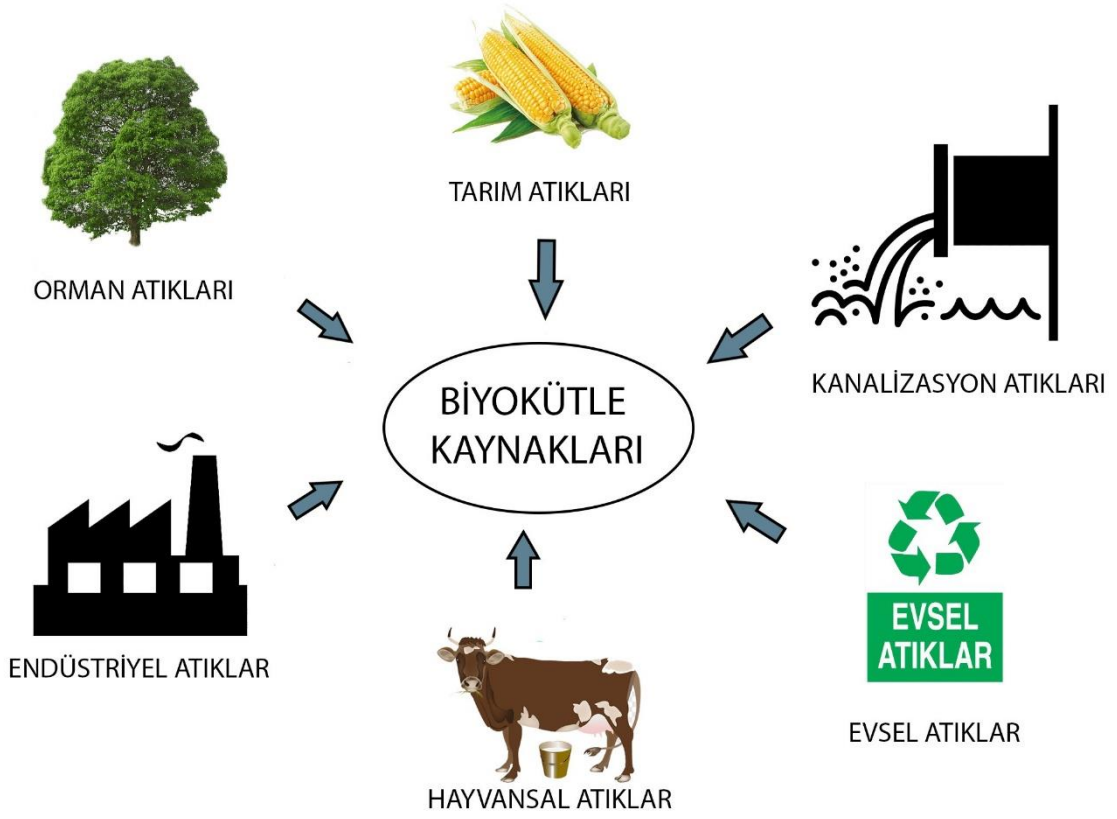 TARIM ATIKLARI
ORMAN ATIKLARI
KANALİZASYON ATIKLARI
BİYOKÜTLE
KAYNAKLARI
ENDÜSTRİYEL ATIKLAR
EVSEL
ATIKLAR
EVSEL ATIKLAR
HAYVANSAL ATIKLAR